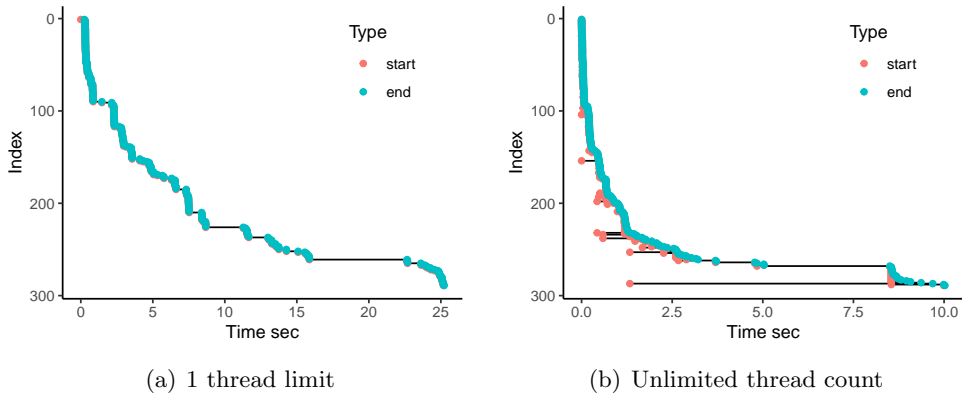 0
100
200
300
Index
0
5
10
15
20
25
Time sec
Type
start
end
(a) 1 thread limit
0
100
200
300
Index
0.0
2.5
5.0
7.5
10.0
Time sec
Type
start
end
(b) Unlimited thread count